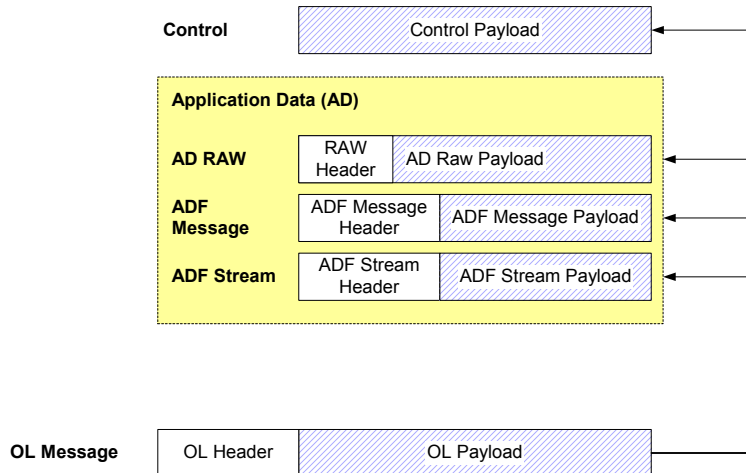 Control
Control Payload
Application Data (AD)
AD RAW
RAW
Header
AD Raw Payload
ADF
Message
ADF Message
Header
ADF Message Payload
ADF Stream
ADF Stream
Header
ADF Stream Payload
OL Message
OL Header
OL Payload